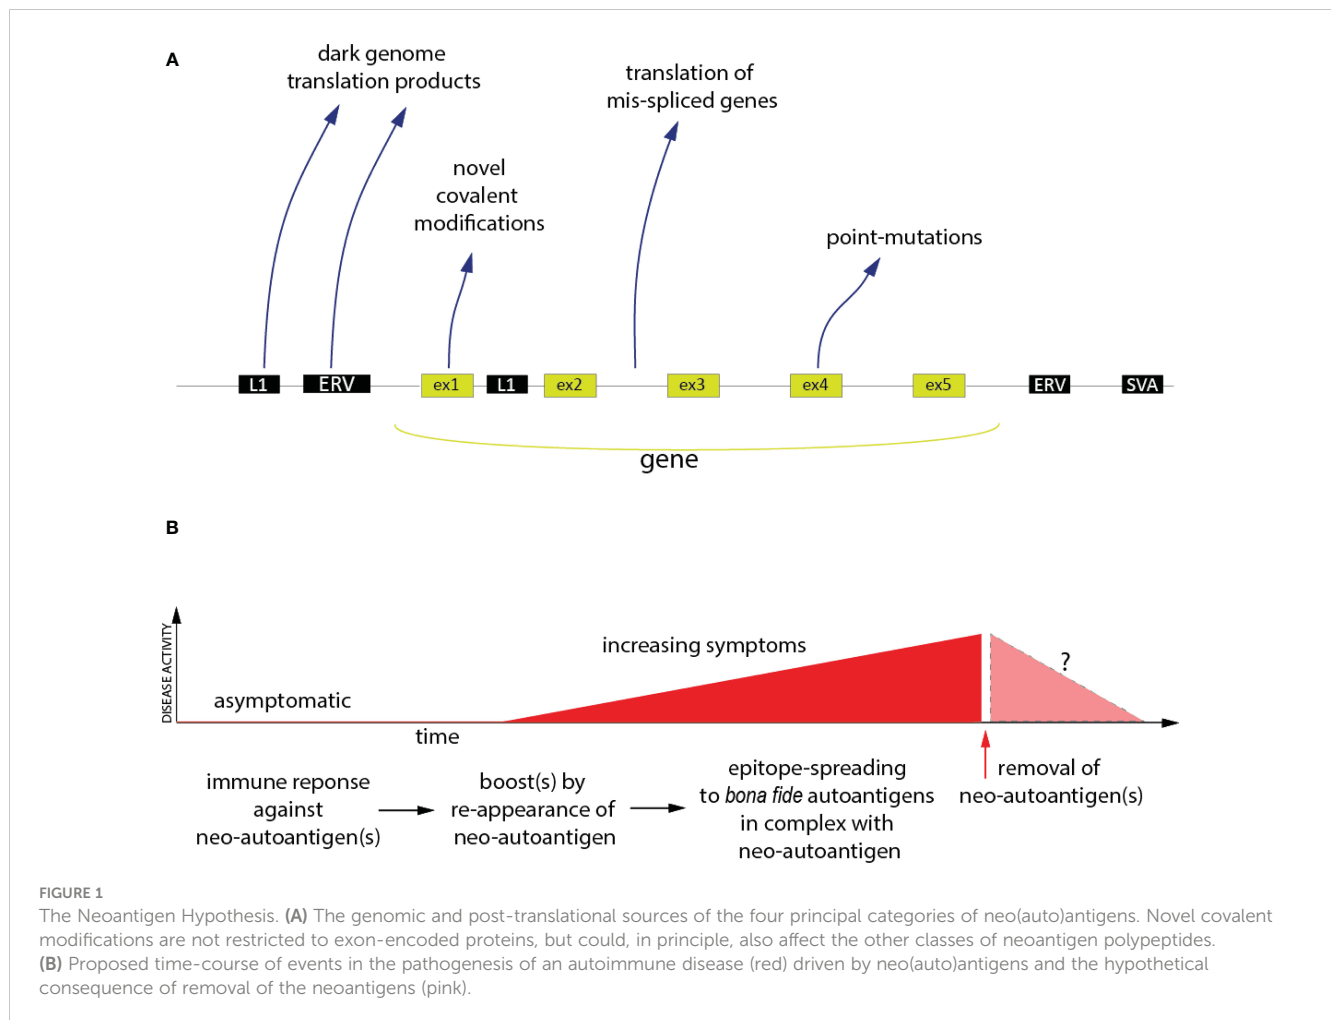 A
dark genome
translation products
translation of
mis-spliced genes
novel
covalent
modifications
point-mutations
L1
ERV
ex1
L1
ex2
ex3
ex4
ex5
ERV
SVA
gene
B
DISEASE ACTIVITY
increasing symptoms
?
asymptomatic
time
immune reponse
against
neo-autoantigen(s)
boost(s) by
re-appearance of
neo-autoantigen
epitope-spreading
to bona fide autoantigens
in complex with
neo-autoantigen
removal of
neo-autoantigen(s)
FIGURE 1
The Neoantigen Hypothesis. (A) The genomic and post-translational sources of the four principal categories of neo(auto)antigens. Novel covalent
modifications are not restricted to exon-encoded proteins, but could, in principle, also affect the other classes of neoantigen polypeptides.
(B) Proposed time-course of events in the pathogenesis of an autoimmune disease (red) driven by neo(auto)antigens and the hypothetical
consequence of removal of the neoantigens (pink).